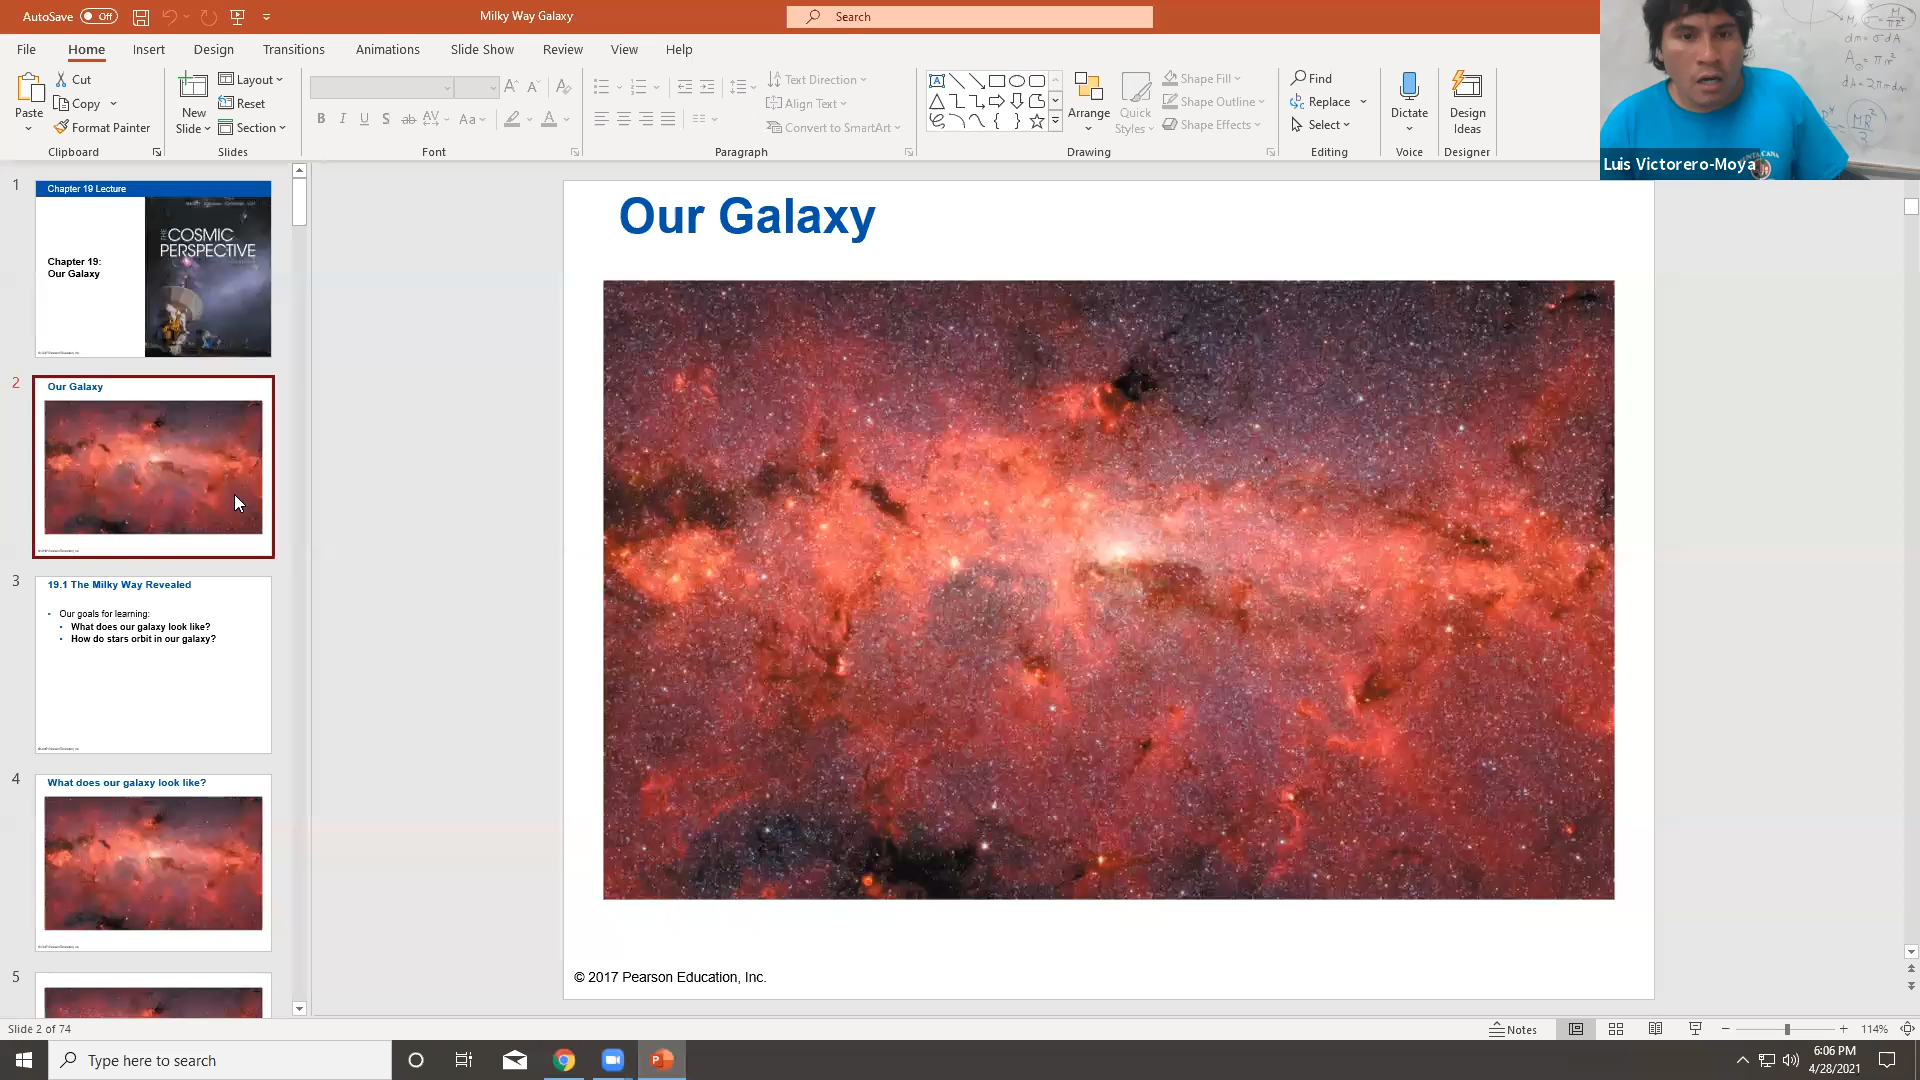 AutoSave Off
Milky Way Galaxy
Search
File Home Insert Design Transitions Animations Slide Show Review View Help
Paste
Cut
Copy
Format Painter
Clipboard
New Slide
Layout
Reset
Section
Slides
B I U S ab AV Aa A
Font
Text Direction
Align Text
Convert to SmartArt
Paragraph
Arrange
Quick Styles
Shape Fill
Shape Outline
Shape Effects
Drawing
Find
Replace
Select
Editing
Dictate
Voice
Design Ideas
Designer
Luis Victorero-Moya
1
Chapter 19 Lecture
THE
COSMIC
PERSPECTIVE
Chapter 19:
Our Galaxy
2
Our Galaxy
3
19.1 The Milky Way Revealed
• Our goals for learning:
• What does our galaxy look like?
• How do stars orbit in our galaxy?
4
What does our galaxy look like?
5
Our Galaxy
© 2017 Pearson Education, Inc.
Slide 2 of 74
Notes
114%
Type here to search
6:06 PM
4/28/2021